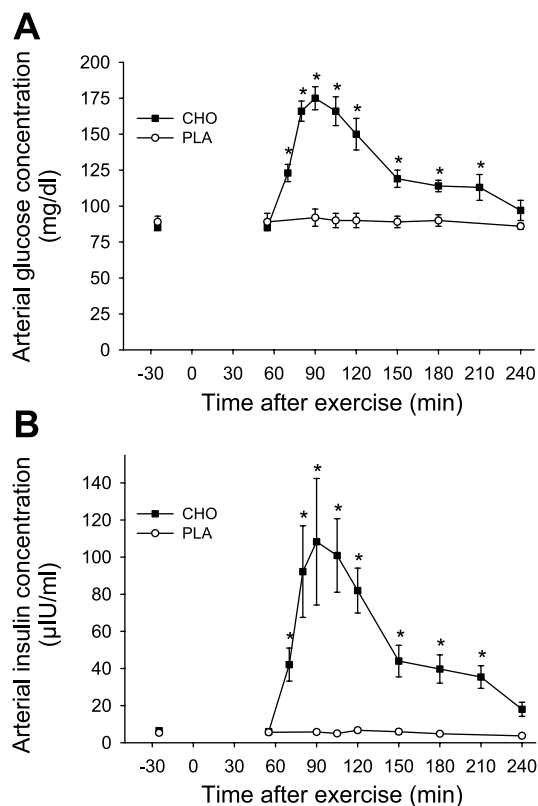 A
Arterial glucose concentration
(mg/dl)
200
175
150
125
100
75
50
25
0
CHO
PLA
* * * * * * * * *
-30 0 30 60 90 120 150 180 210 240
Time after exercise (min)
B
Arterial insulin concentration
(µIU/ml)
140
120
100
80
60
40
20
0
CHO
PLA
* * * * * * * * *
-30 0 30 60 90 120 150 180 210 240
Time after exercise (min)